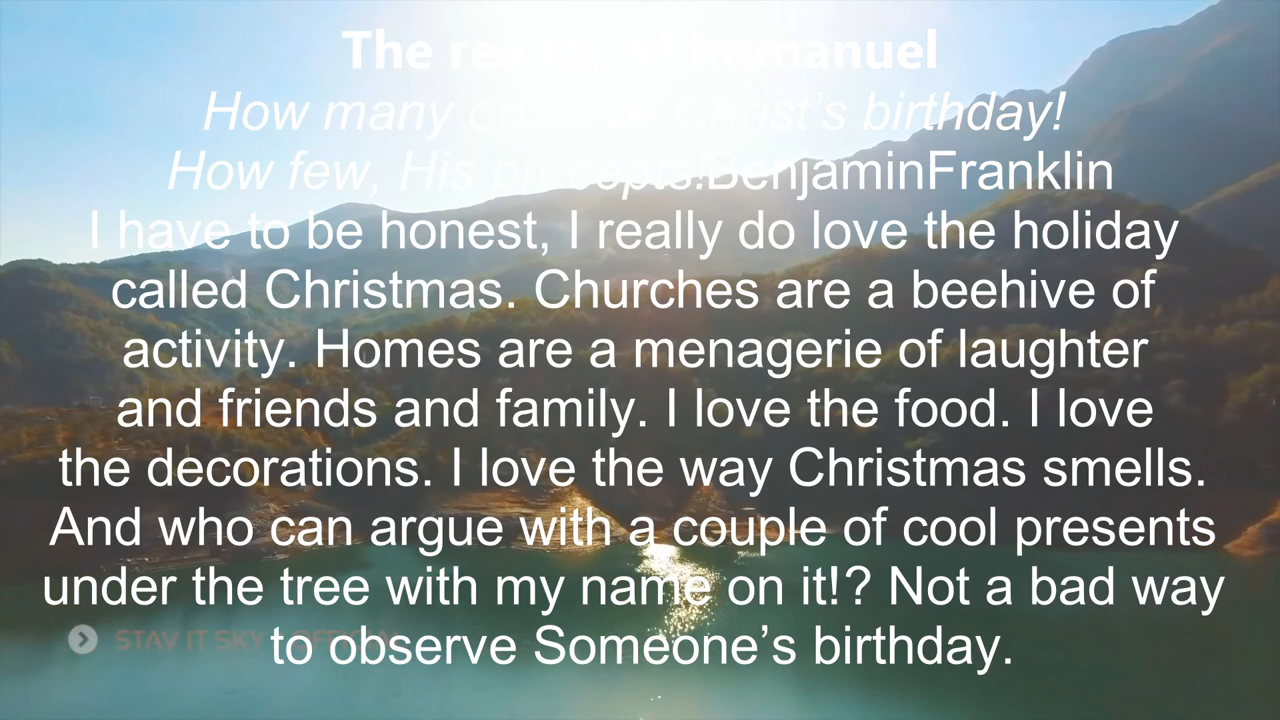 The reality of Immanuel
How many observe Christ’s birthday!
How few, His precepts!BenjaminFranklin
I have to be honest, I really do love the holiday
called Christmas. Churches are a beehive of
activity. Homes are a menagerie of laughter
and friends and family. I love the food. I love
the decorations. I love the way Christmas smells.
And who can argue with a couple of cool presents
under the tree with my name on it!? Not a bad way
to observe Someone’s birthday.
STAV IT SKY